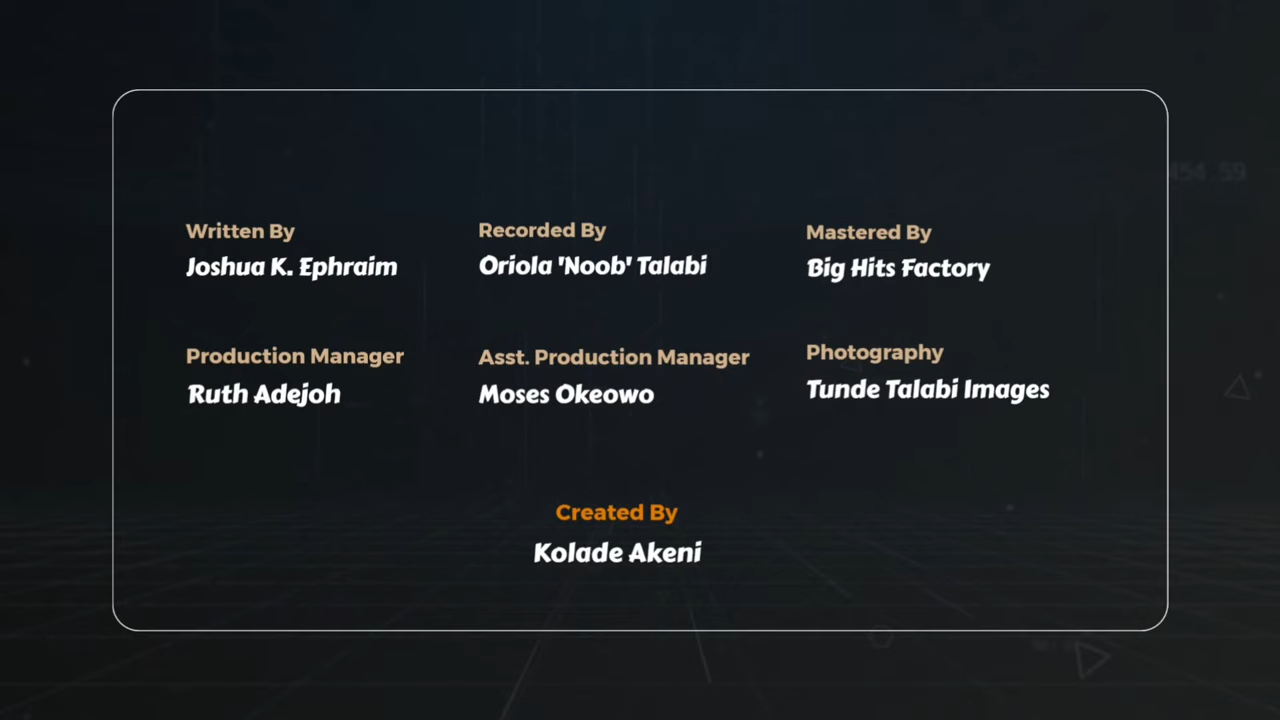 Written By
Joshua K. Ephraim
Recorded By
Oriola 'Noob' Talabi
Mastered By
Big Hits Factory
Production Manager
Ruth Adejoh
Asst. Production Manager
Moses Okeowo
Photography
Tunde Talabi Images
Created By
Kolade Akeni